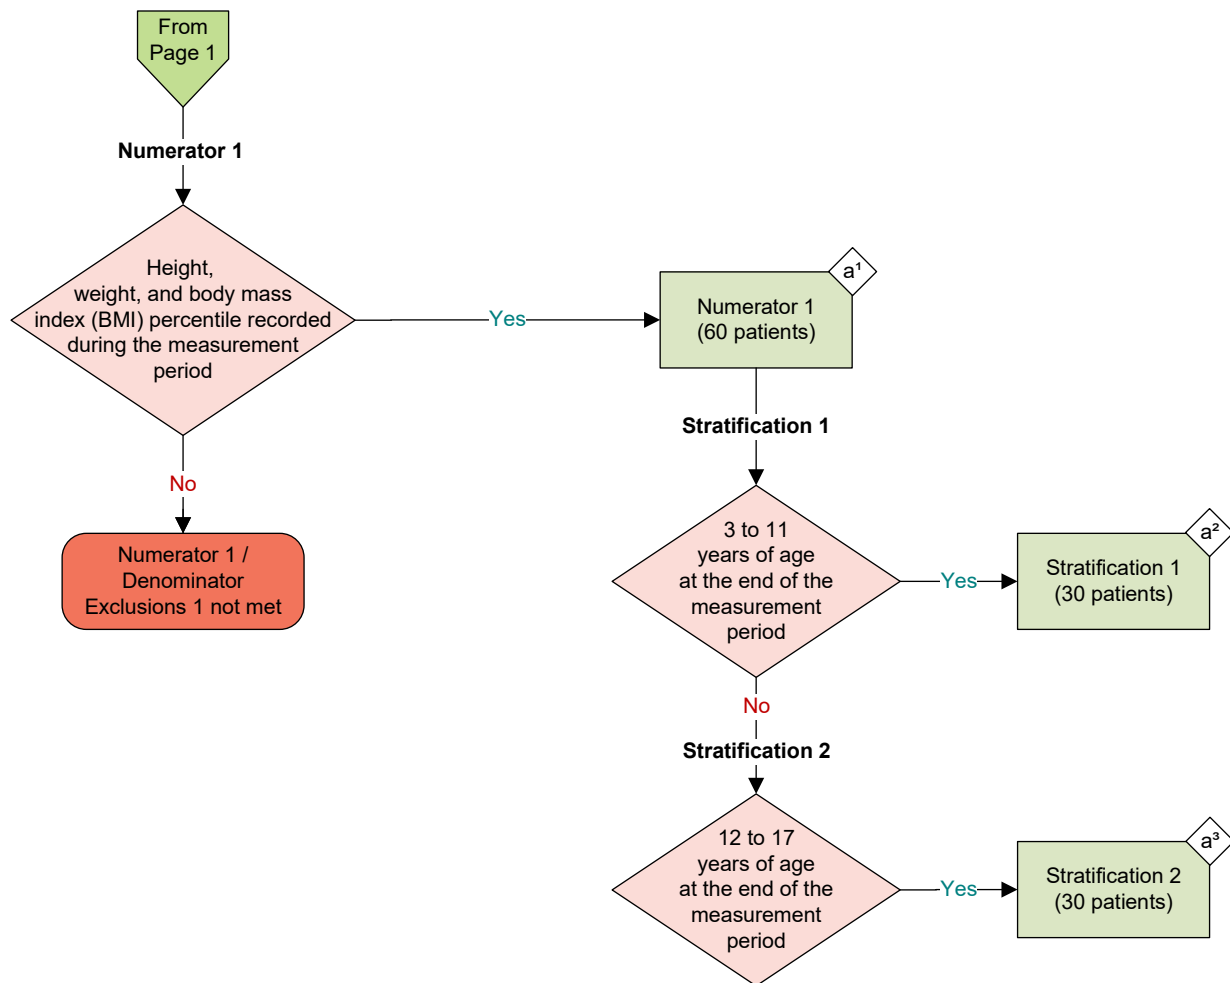 From
Page 1
Numerator 1
Height,
weight, and body mass
index (BMI) percentile recorded
during the measurement
period
Yes
a¹
Numerator 1
(60 patients)
No
Numerator 1 /
Denominator
Exclusions 1 not met
Stratification 1
3 to 11
years of age
at the end of the
measurement
period
Yes
a²
Stratification 1
(30 patients)
No
Stratification 2
12 to 17
years of age
at the end of the
measurement
period
Yes
a³
Stratification 2
(30 patients)